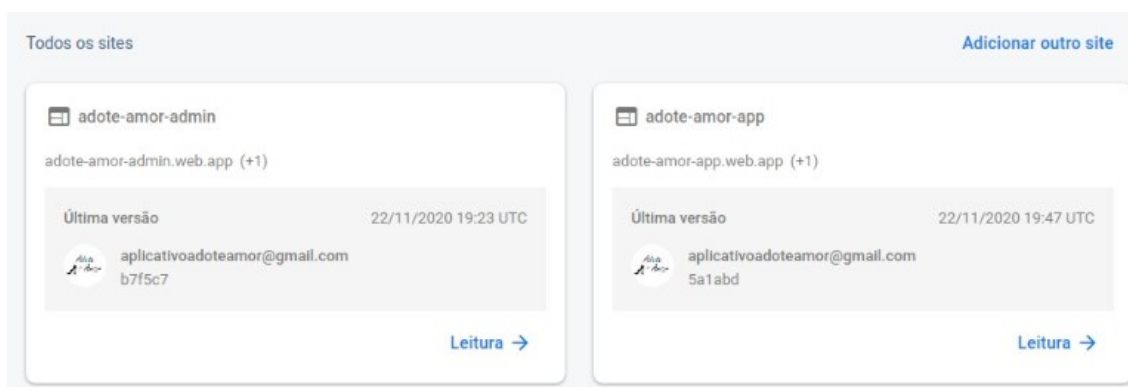 Todos os sites
Adicionar outro site
adote-amor-admin
adote-amor-admin.web.app (+1)
Última versão
22/11/2020 19:23 UTC
aplicativoadoteamor@gmail.com
b7f5c7
Leitura →
adote-amor-app
adote-amor-app.web.app (+1)
Última versão
22/11/2020 19:47 UTC
aplicativoadoteamor@gmail.com
5a1abd
Leitura →